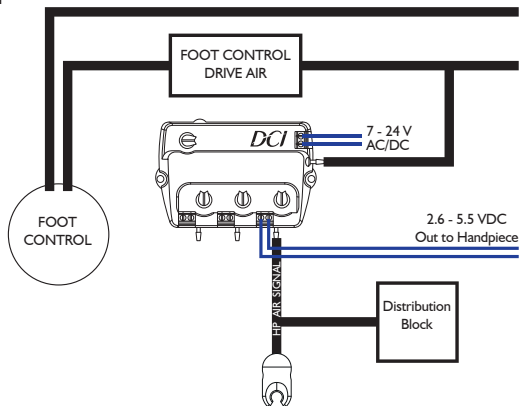 FOOT CONTROL
DRIVE AIR
DCI
7 - 24 V
AC/DC
FOOT
CONTROL
2.6 - 5.5 VDC
Out to Handpiece
HP AIR SIGNAL
Distribution
Block